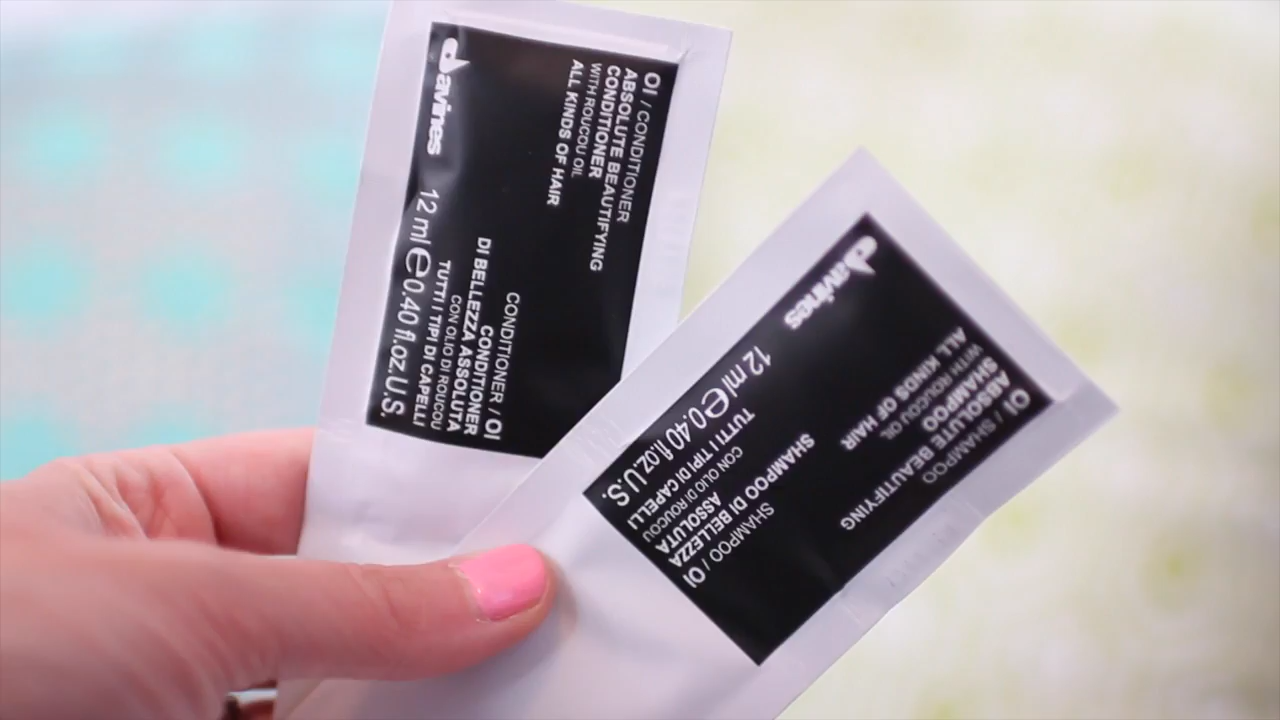 OI / CONDITIONER
ABSOLUTE BEAUTIFYING
CONDITIONER
WITH ROUCOU OIL
ALL KINDS OF HAIR
CONDITIONER / OI
CONDITIONER
DI BELLEZZA ASSOLUTA
CON OLIO DI ROUCOU
TUTTI I TIPI DI CAPELLI
davines
12 ml ℮ 0.40 fl.oz.U.S.
OI / SHAMPOO
ABSOLUTE BEAUTIFYING
SHAMPOO
WITH ROUCOU OIL
ALL KINDS OF HAIR
SHAMPOO / OI
SHAMPOO DI BELLEZZA
ASSOLUTA
CON OLIO DI ROUCOU
TUTTI I TIPI DI CAPELLI
davines
12 ml ℮ 0.40 fl.oz.U.S.